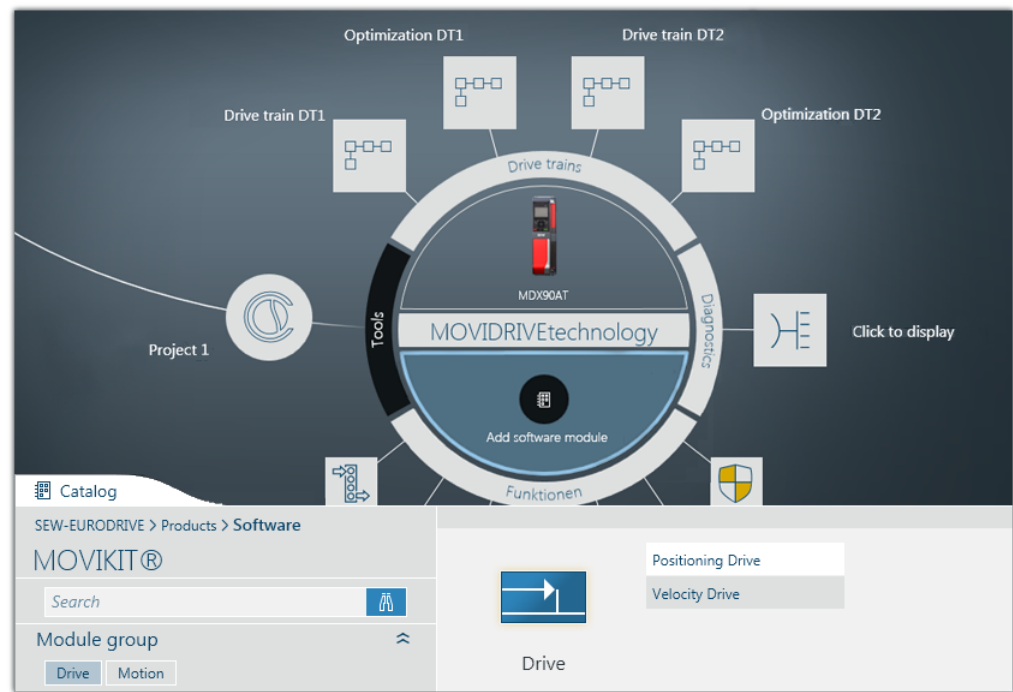 Optimization DT1
Drive train DT2
Drive train DT1
Optimization DT2
Drive trains
MDX90AT
Tools
Diagnostics
MOVIDRIVEtechnology
Click to display
Project 1
Add software module
Funktionen
Catalog
SEW-EURODRIVE > Products > Software
MOVIKIT®
Search
Module group
Drive
Motion
Positioning Drive
Velocity Drive
Drive